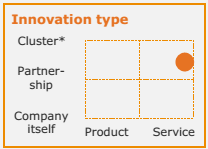 Innovation type
Cluster*
Partner-
ship
Company
itself
Product Service